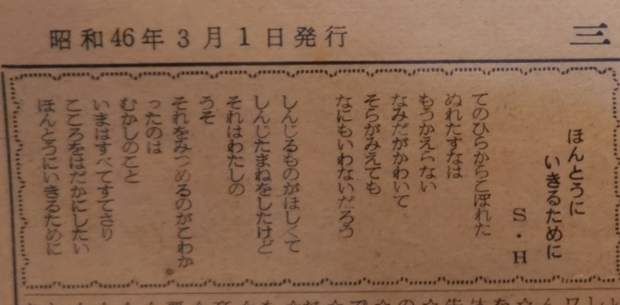 昭和46年3月1日発行
三
ほんとうに
いきるために
S・H
てのひらからこぼれた
ぬれたすなは
もうかえらない
なみだがかわいて
そらがみえても
なにもいわないだろう
しんじるものがほしくて
しんじたまねをしたけど
それはわたしの
うそ
それをみつめるのがこわか
ったのは
むかしのこと
いまはすべてすてさり
こころをはだかにしたい
ほんとうにいきるために